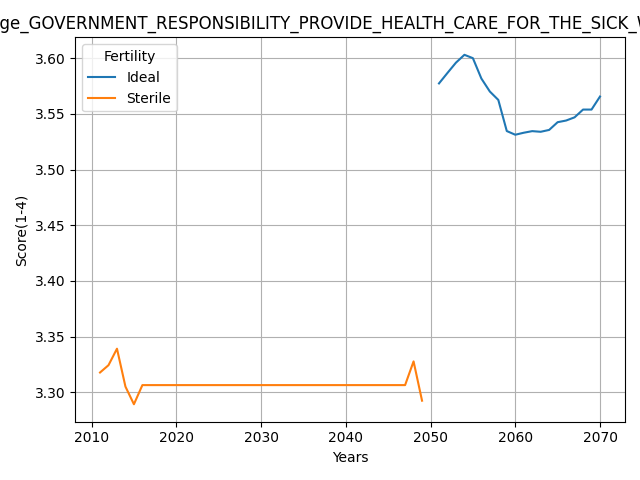 ge_GOVERNMENT_RESPONSIBILITY_PROVIDE_HEALTH_CARE_FOR_THE_SICK_
Fertility
Ideal
Sterile
Score(1-4)
3.60
3.55
3.50
3.45
3.40
3.35
3.30
2010 2020 2030 2040 2050 2060 2070
Years